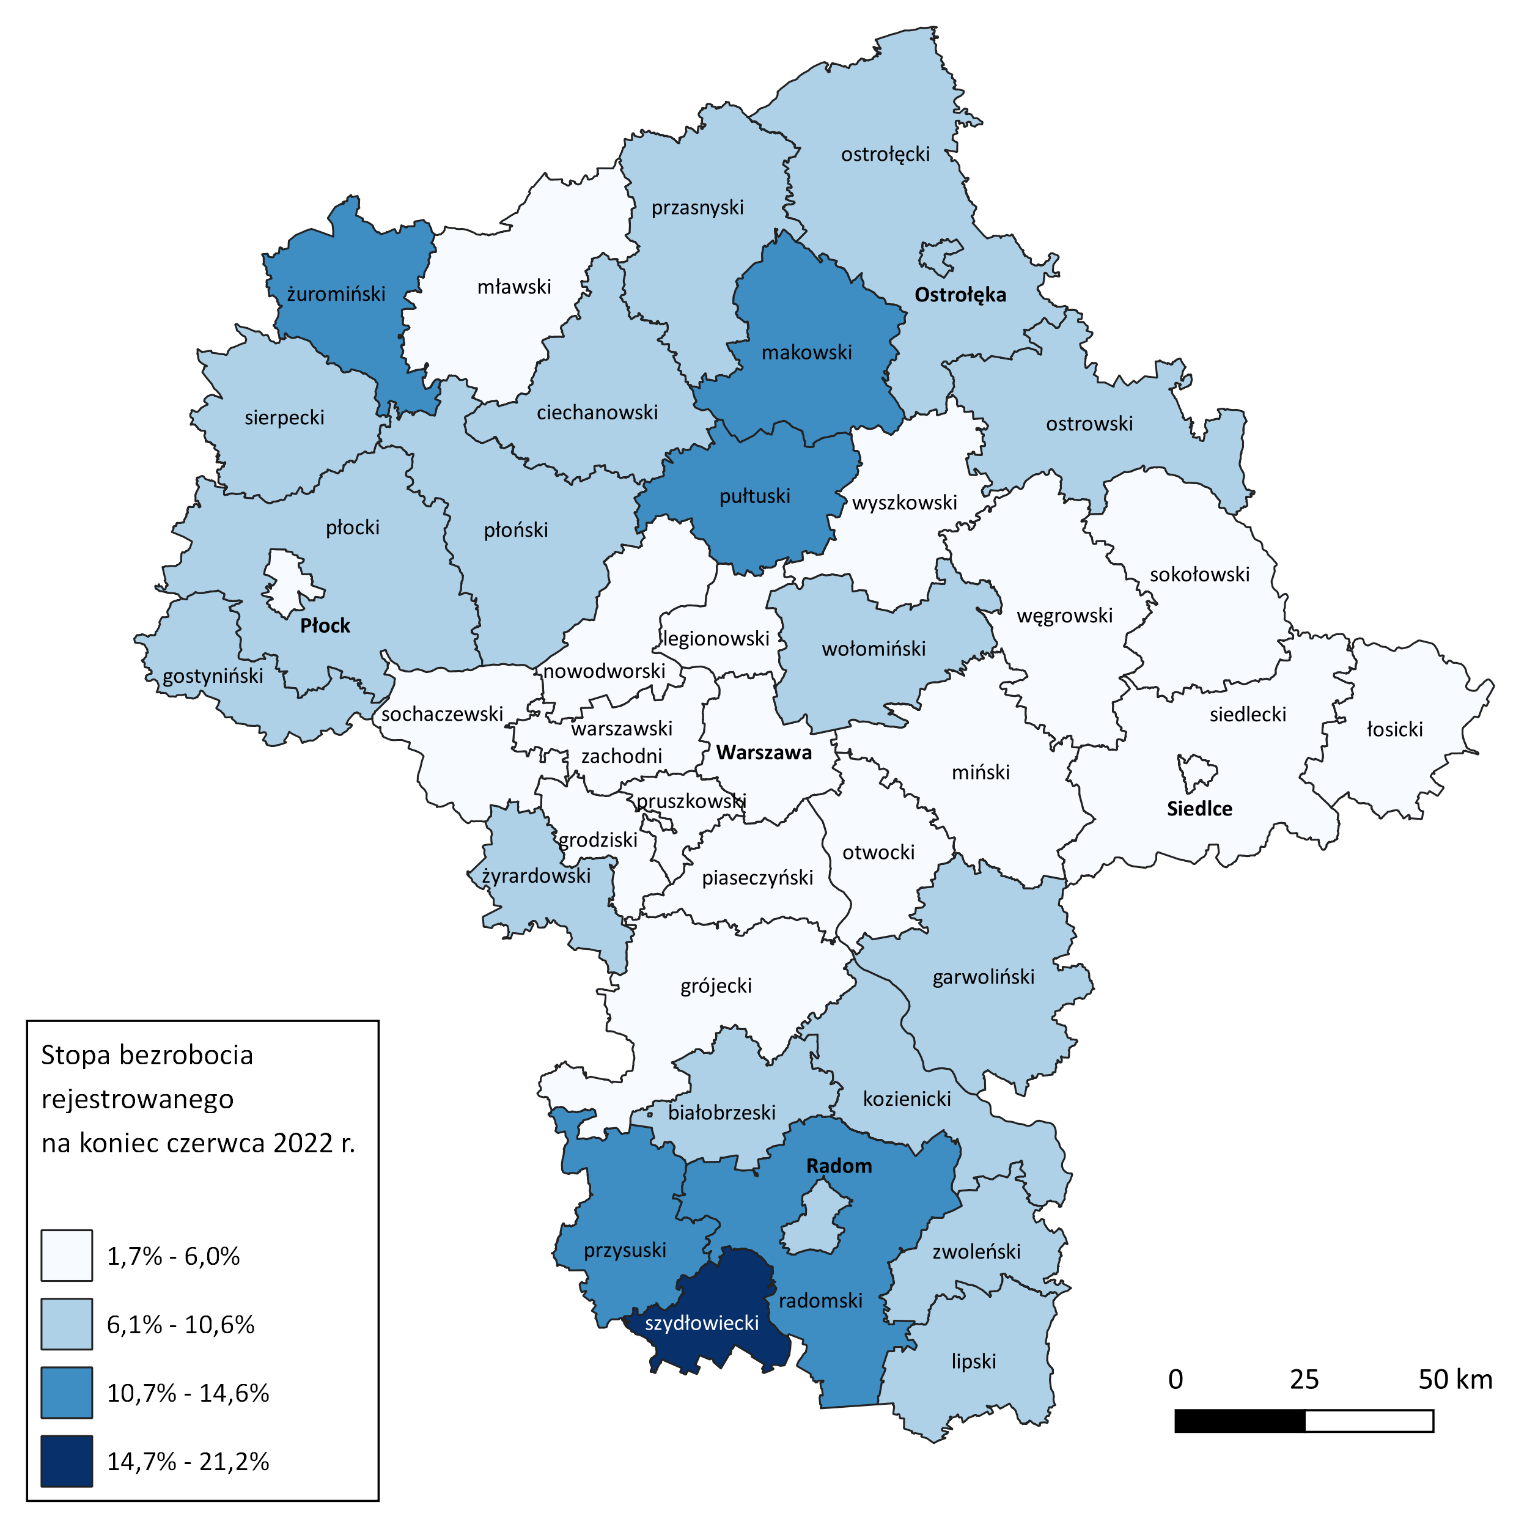 ostrołęcki
przasnyski
żuromiński
mławski
Ostrołęka
makowski
sierpecki
ciechanowski
ostrowski
pułtuski
wyszkowski
płocki
płoński
sokołowski
Płock
węgrowski
legionowski
wołomiński
gostyniński
nowodworski
sochaczewski
siedlecki
warszawski
zachodni
łosicki
Warszawa
miński
pruszkowski
Siedlce
grodziski
otwocki
żyrardowski
piaseczyński
garwoliński
grójecki
kozienicki
białobrzeski
Radom
przysuski
zwoleński
radomski
szydłowiecki
lipski
Stopa bezrobocia
rejestrowanego
na koniec czerwca 2022 r.
1,7% - 6,0%
6,1% - 10,6%
10,7% - 14,6%
14,7% - 21,2%
0 25 50 km